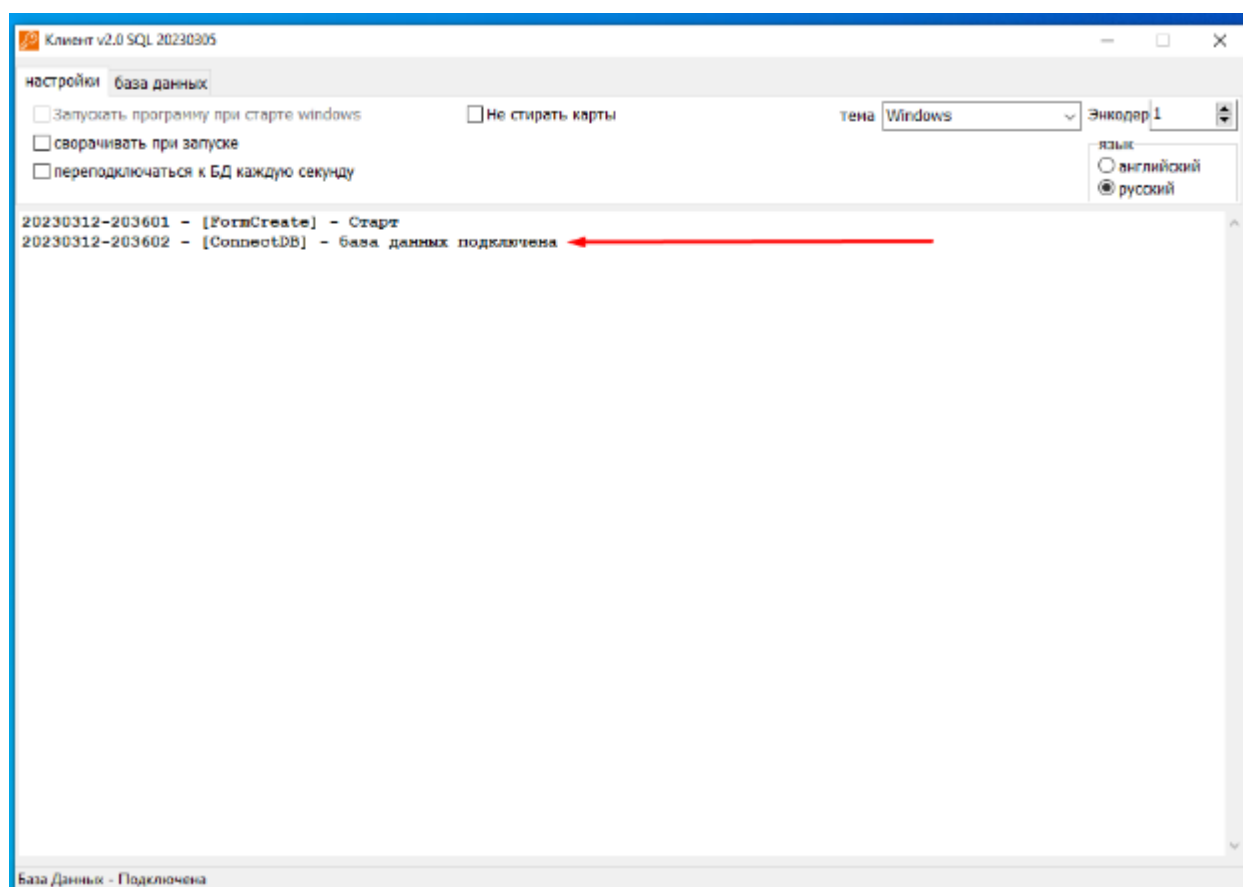 Клиент v2.0 SQL 20230305
настройки база данных
Запускать программу при старте windows Не стирать карты тема Windows Энкодер 1
сворачивать при запуске
язык
переподключаться к БД каждую секунду
английский
русский
20230312-203601 - [FormCreate] - Старт
20230312-203602 - [ConnectDB] - база данных подключена
База Данных - Подключена